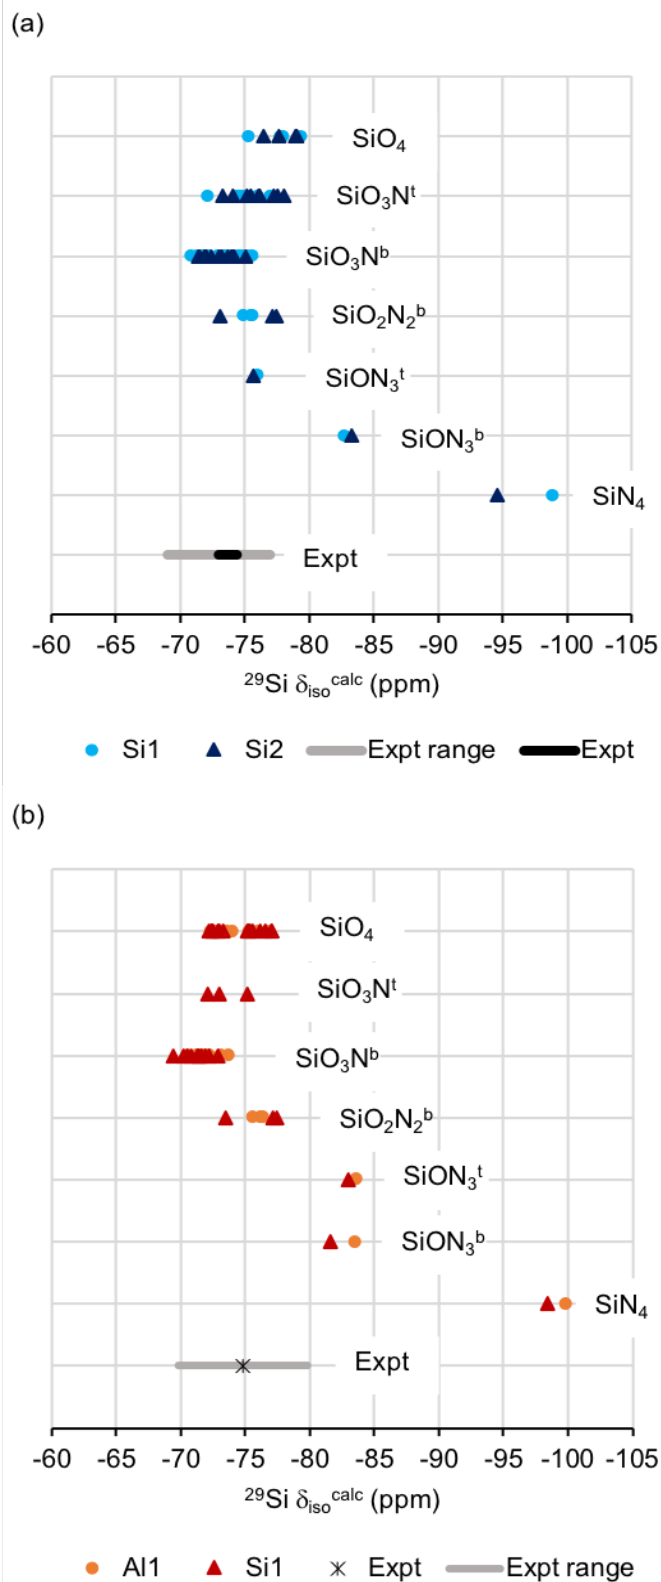 (a)
SiO₄
SiO₃Nᵗ
SiO₃Nᵇ
SiO₂N₂ᵇ
SiON₃ᵗ
SiON₃ᵇ
SiN₄
Expt
-60 -65 -70 -75 -80 -85 -90 -95 -100 -105
²⁹Si δisoᶜᵃˡᶜ (ppm)
Si1 Si2 Expt range Expt
(b)
SiO₄
SiO₃Nᵗ
SiO₃Nᵇ
SiO₂N₂ᵇ
SiON₃ᵗ
SiON₃ᵇ
SiN₄
Expt
-60 -65 -70 -75 -80 -85 -90 -95 -100 -105
²⁹Si δisoᶜᵃˡᶜ (ppm)
Al1 Si1 Expt Expt range